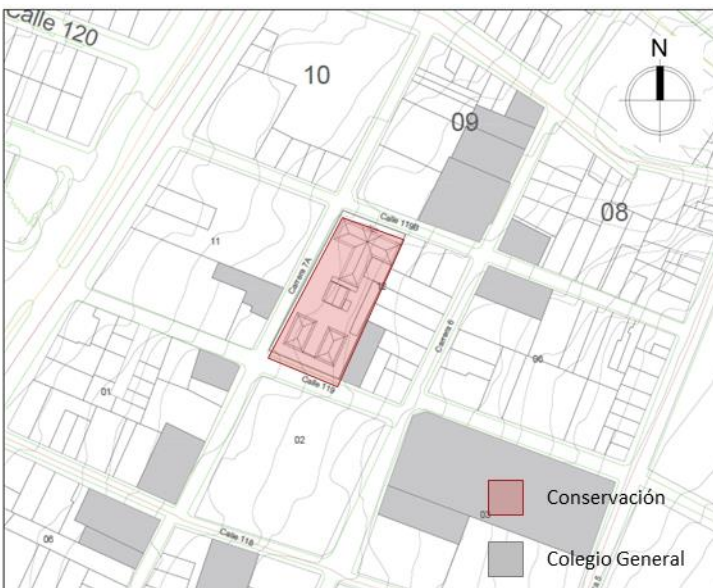 Calle 120
N
10
09
08
Calle 119B
11
Carrera 7A
Carrera 6
06
01
Calle 119
02
Conservación
03
Calle 118
06
Colegio General